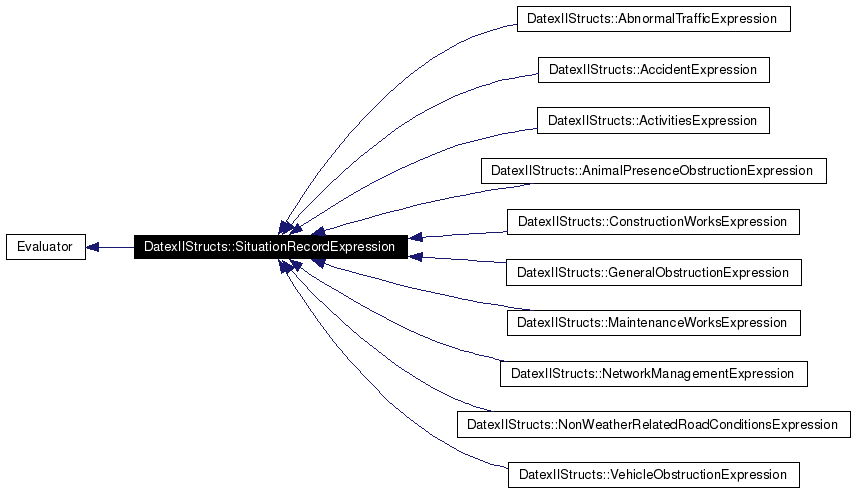 DatexIIStructs::AbnormalTrafficExpression
DatexIIStructs::AccidentExpression
DatexIIStructs::ActivitiesExpression
DatexIIStructs::AnimalPresenceObstructionExpression
DatexIIStructs::ConstructionWorksExpression
Evaluator
DatexIIStructs::SituationRecordExpression
DatexIIStructs::GeneralObstructionExpression
DatexIIStructs::MaintenanceWorksExpression
DatexIIStructs::NetworkManagementExpression
DatexIIStructs::NonWeatherRelatedRoadConditionsExpression
DatexIIStructs::VehicleObstructionExpression